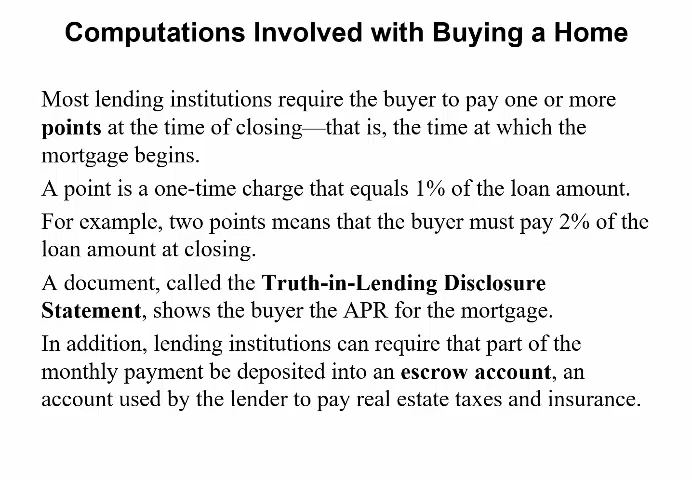 Computations Involved with Buying a Home
Most lending institutions require the buyer to pay one or more
points at the time of closing—that is, the time at which the
mortgage begins.
A point is a one-time charge that equals 1% of the loan amount.
For example, two points means that the buyer must pay 2% of the
loan amount at closing.
A document, called the Truth-in-Lending Disclosure
Statement, shows the buyer the APR for the mortgage.
In addition, lending institutions can require that part of the
monthly payment be deposited into an escrow account, an
account used by the lender to pay real estate taxes and insurance.